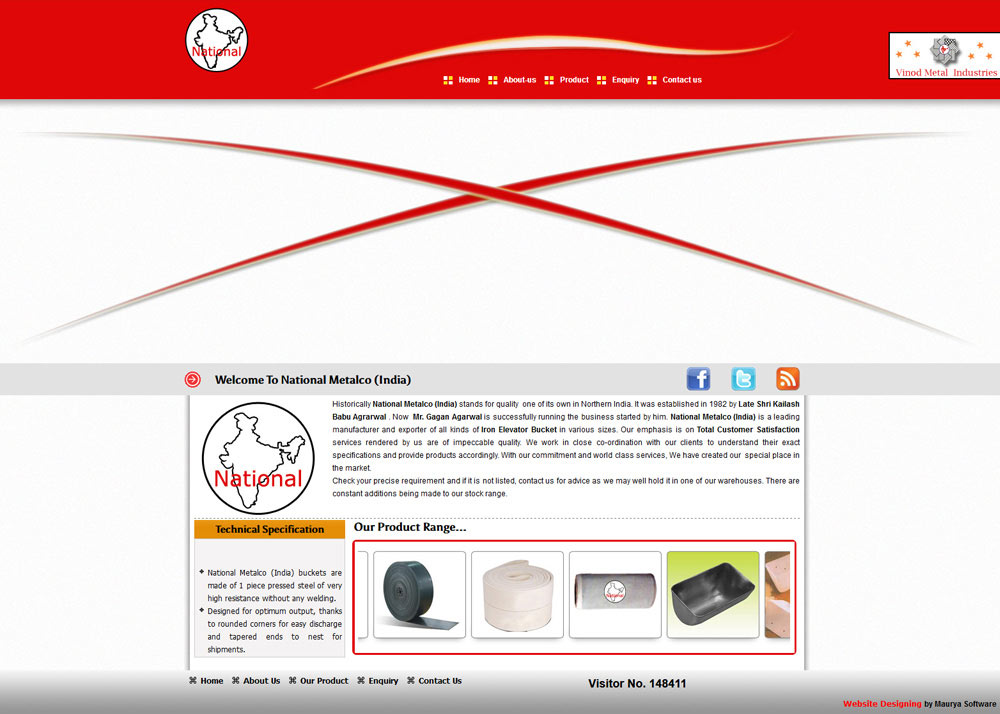 National
Home About-us Product Enquiry Contact us
Vinod Metal Industries
Welcome To National Metalco (India)
Historically National Metalco (India) stands for quality one of its own in Northern India. It was established in 1982 by Late Shri Kailash
Babu Agrarwal . Now Mr. Gagan Agarwal is successfully running the business started by him. National Metalco (India) is a leading
manufacturer and exporter of all kinds of Iron Elevator Bucket in various sizes. Our emphasis is on Total Customer Satisfaction
services rendered by us are of impeccable quality. We work in close co-ordination with our clients to understand their exact
specifications and provide products accordingly. With our commitment and world class services, We have created our special place in
the market.
Check your precise requirement and if it is not listed, contact us for advice as we may well hold it in one of our warehouses. There are
constant additions being made to our stock range.
National
Technical Specification
National Metalco (India) buckets are
made of 1 piece pressed steel of very
high resistance without any welding.
Designed for optimum output, thanks
to rounded corners for easy discharge
and tapered ends to nest for
shipments.
Our Product Range...
National
Home About Us Our Product Enquiry Contact Us
Visitor No. 148411
Website Designing by Maurya Software